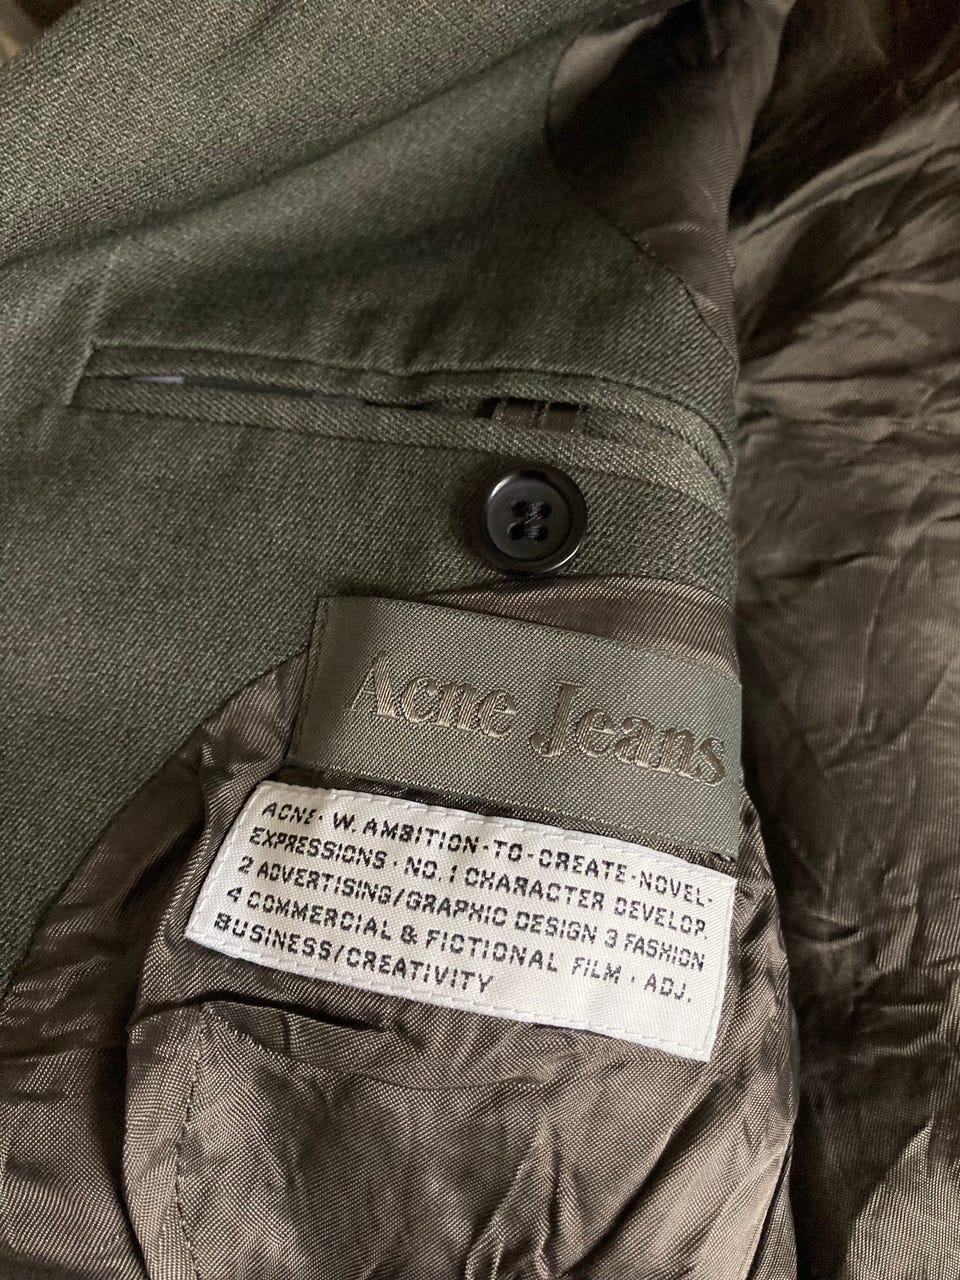 Acne Jeans
ACNE· W. AMBITION-TO-CREATE-NOVEL-
EXPRESSIONS · NO. 1 CHARACTER DEVELOP.
2 ADVERTISING/GRAPHIC DESIGN 3 FASHION
4 COMMERCIAL & FICTIONAL FILM · ADJ.
BUSINESS/CREATIVITY